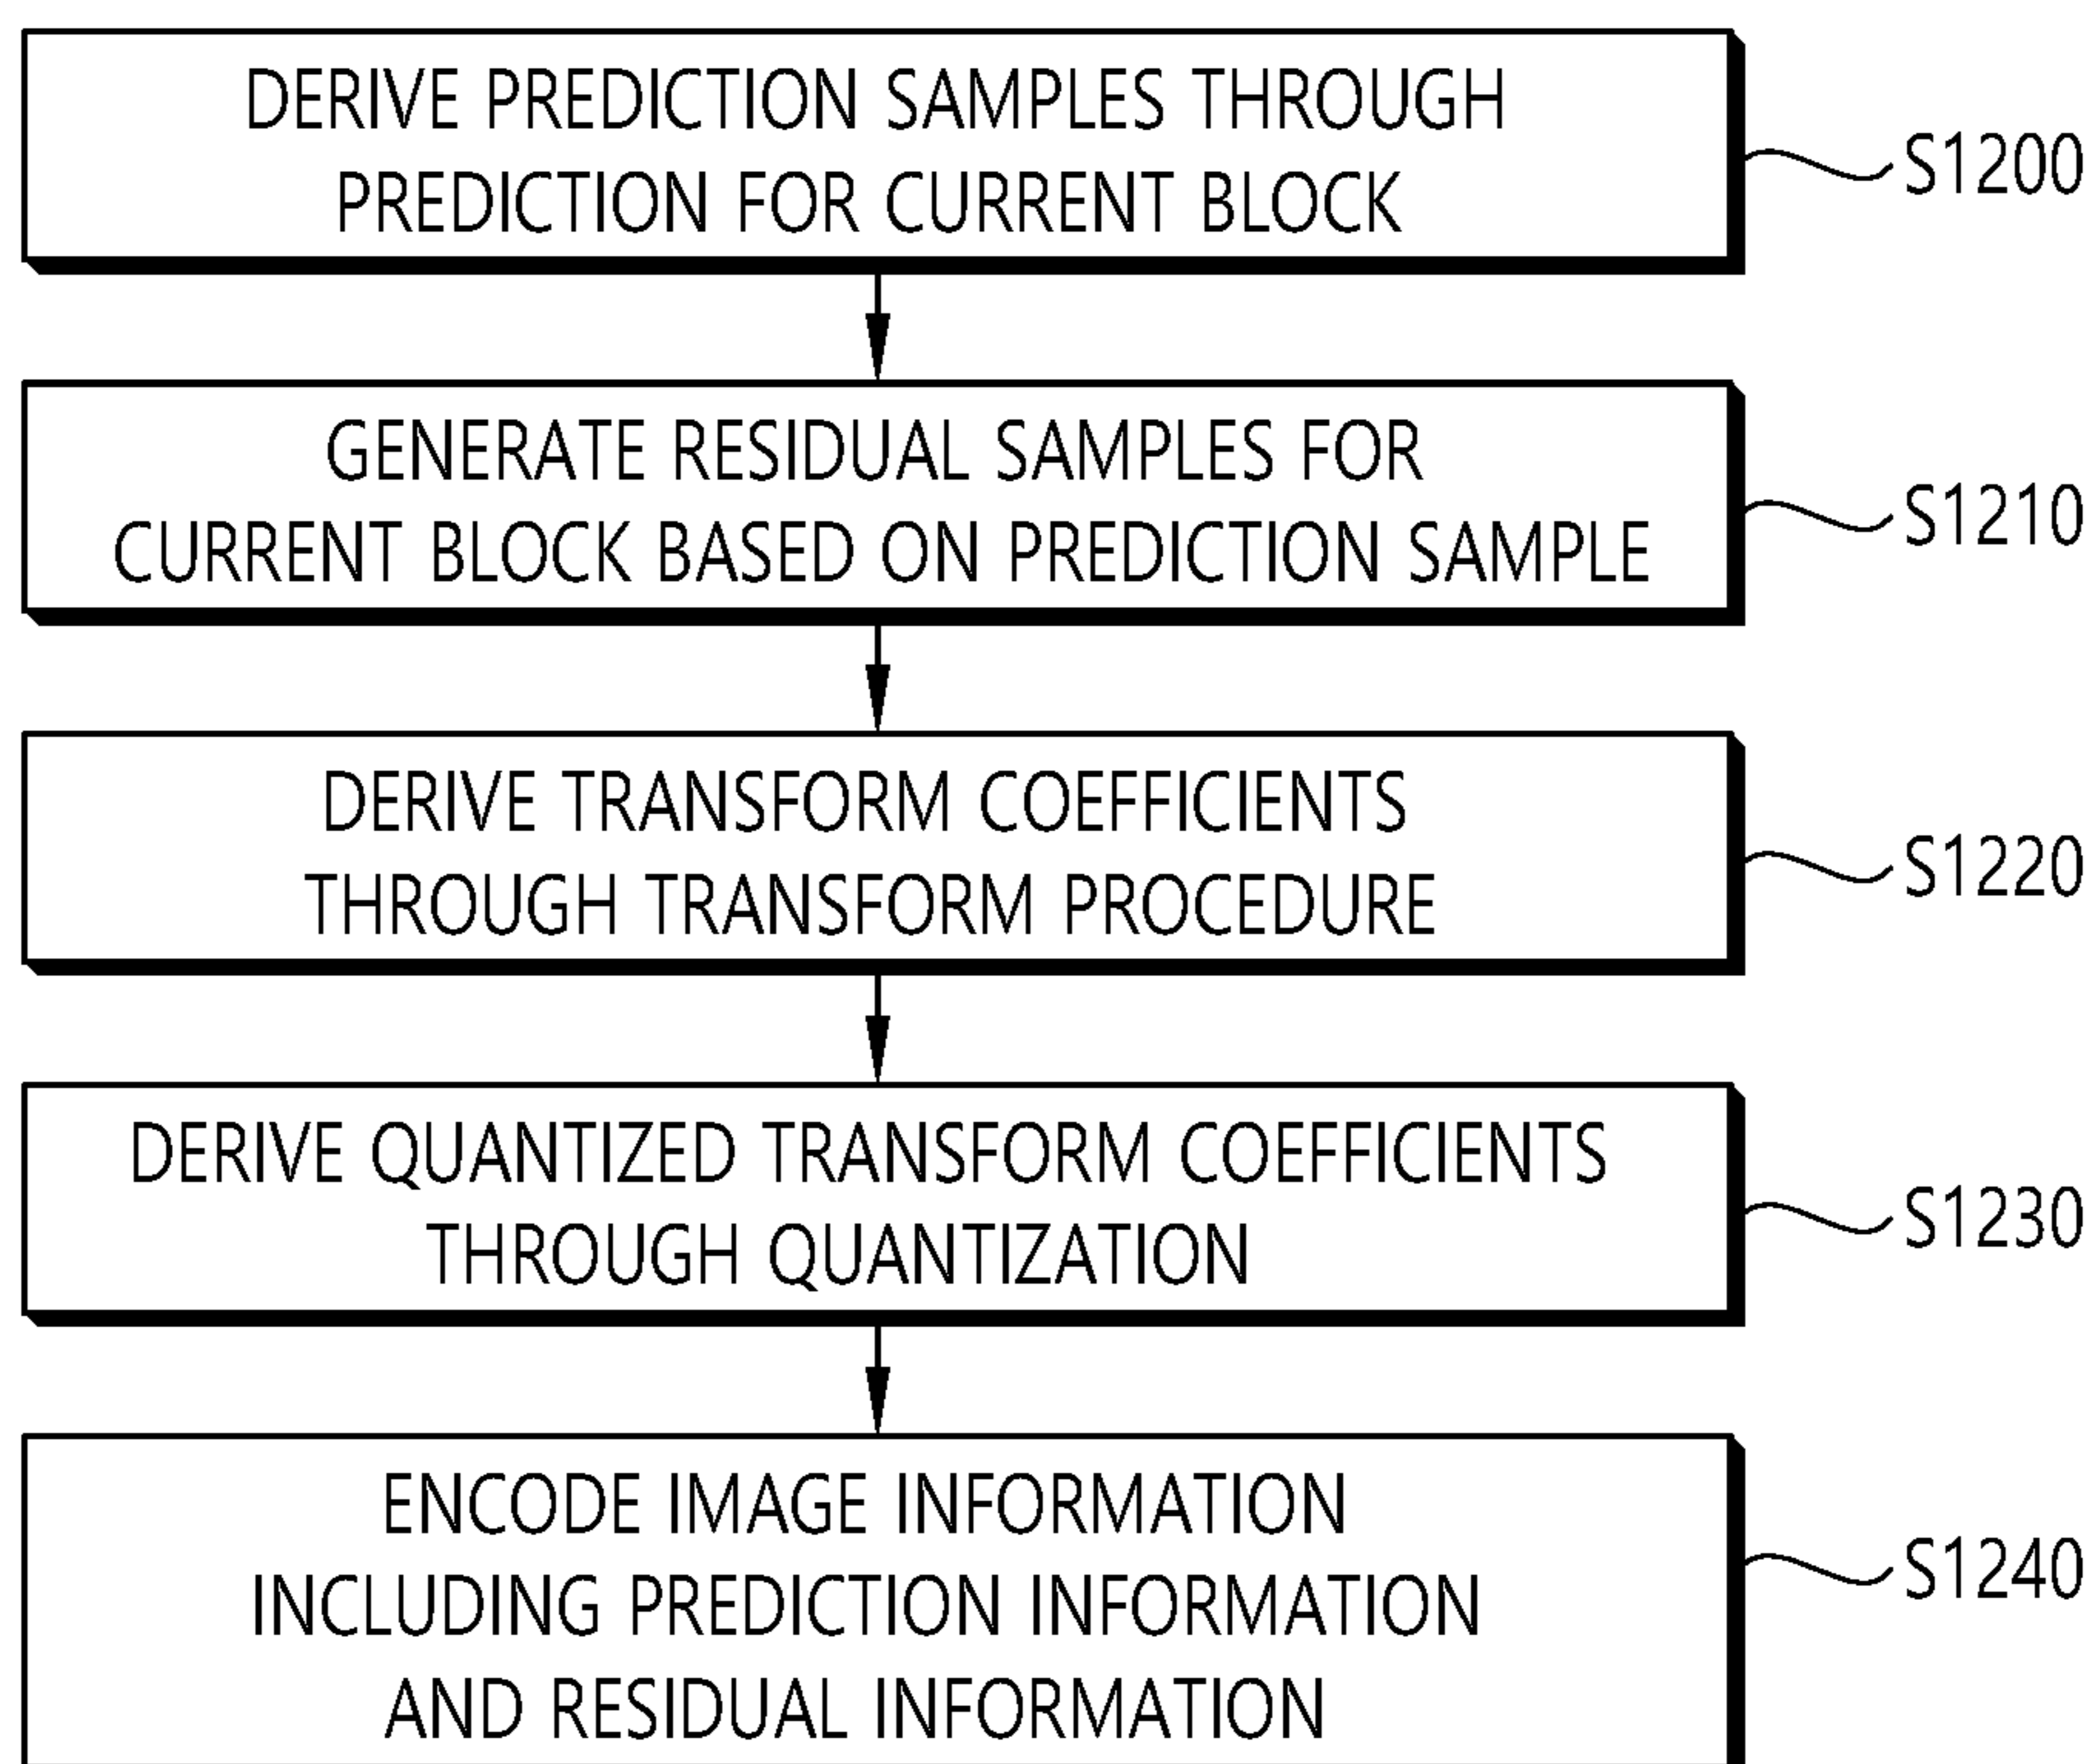 DERIVE PREDICTION SAMPLES THROUGH
PREDICTION FOR CURRENT BLOCK
S1200
GENERATE RESIDUAL SAMPLES FOR
CURRENT BLOCK BASED ON PREDICTION SAMPLE
S1210
DERIVE TRANSFORM COEFFICIENTS
THROUGH TRANSFORM PROCEDURE
S1220
DERIVE QUANTIZED TRANSFORM COEFFICIENTS
THROUGH QUANTIZATION
S1230
ENCODE IMAGE INFORMATION
INCLUDING PREDICTION INFORMATION
AND RESIDUAL INFORMATION
S1240